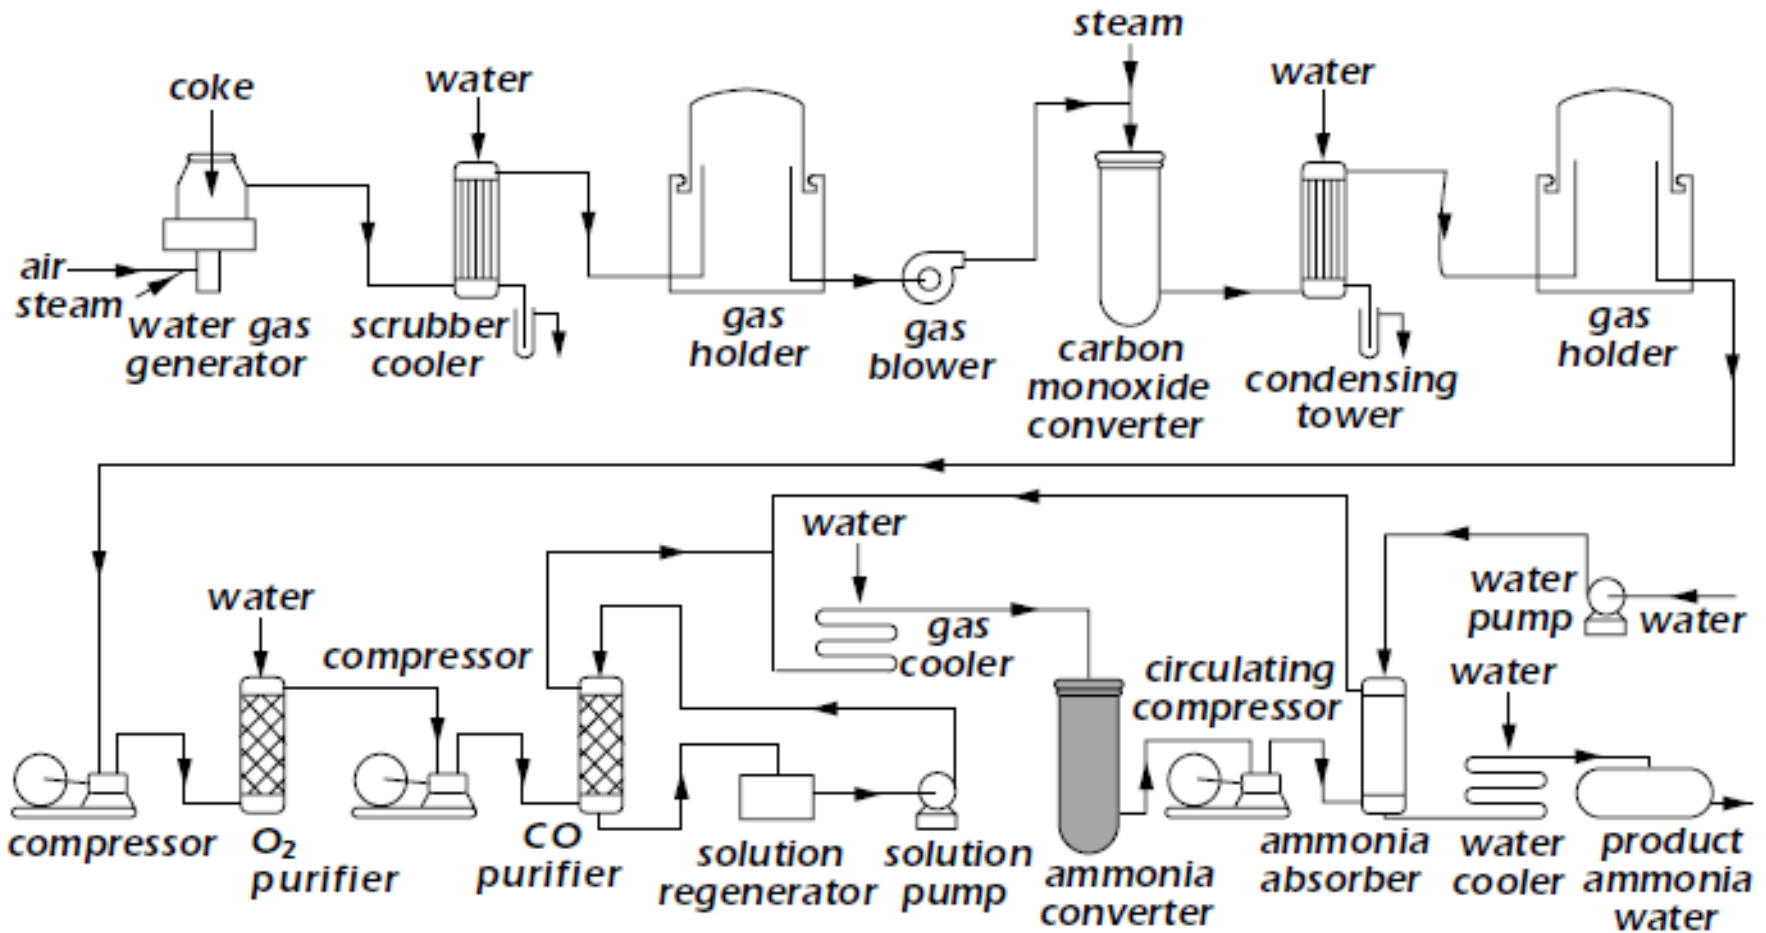 steam
coke
water
water
air
steam
water gas
generator
scrubber
cooler
gas
holder
gas
blower
carbon
monoxide
converter
condensing
tower
gas
holder
water
water
compressor
gas
cooler
circulating
compressor
water
pump
water
water
compressor
O2
purifier
CO
purifier
solution
regenerator
solution
pump
ammonia
converter
ammonia
absorber
water
cooler
product
ammonia
water